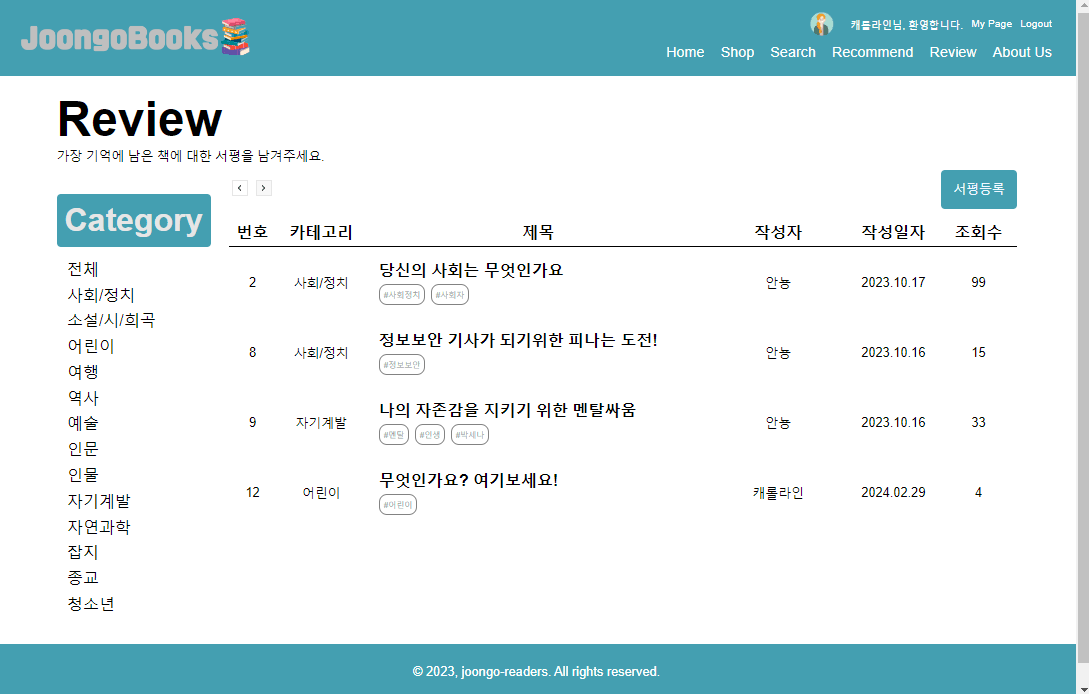 JoongoBooks
캐롤라인님, 환영합니다. My Page Logout
Home Shop Search Recommend Review About Us
Review
가장 기억에 남은 책에 대한 서평을 남겨주세요.
‹ ›
서평등록
Category
전체
사회/정치
소설/시/희곡
어린이
여행
역사
예술
인문
인물
자기계발
자연과학
잡지
종교
청소년
번호 카테고리 제목 작성자 작성일자 조회수
2 사회/정치 당신의 사회는 무엇인가요 안능 2023.10.17 99
#사회정치 #사회자
8 사회/정치 정보보안 기사가 되기위한 피나는 도전! 안능 2023.10.16 15
#정보보안
9 자기계발 나의 자존감을 지키기 위한 멘탈싸움 안능 2023.10.16 33
#멘탈 #인생 #박세나
12 어린이 무엇인가요? 여기보세요! 캐롤라인 2024.02.29 4
#어린이
© 2023, joongo-readers. All rights reserved.